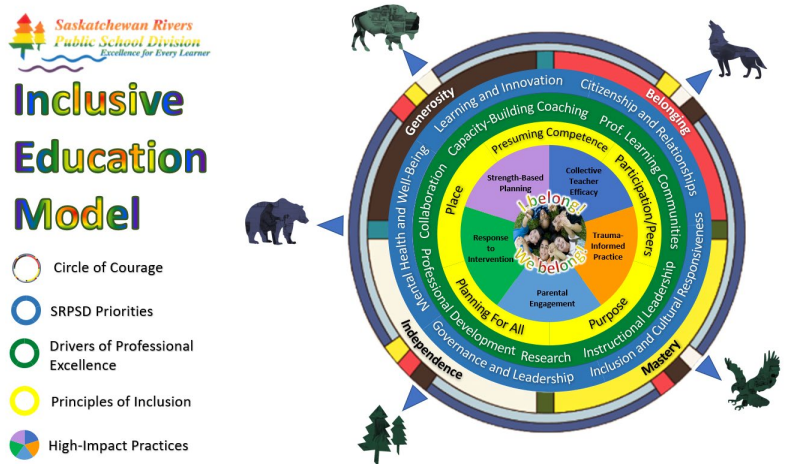 Saskatchewan Rivers
Public School Division
Excellence for Every Learner
Inclusive
Education
Model
Circle of Courage
SRPSD Priorities
Drivers of Professional
Excellence
Principles of Inclusion
High-Impact Practices
Generosity
Belonging
Mastery
Independence
Learning and Innovation
Citizenship and Relationships
Inclusion and Cultural Responsiveness
Governance and Leadership
Mental Health and Well-Being
Capacity-Building Coaching
Prof. Learning Communities
Instructional Leadership
Research
Professional Development
Collaboration
Presuming Competence
Participation/Peers
Purpose
Planning For All
Place
Strength-Based
Planning
Collective
Teacher
Efficacy
Trauma-
Informed
Practice
Parental
Engagement
Response
to
Intervention
I belong!
We belong!